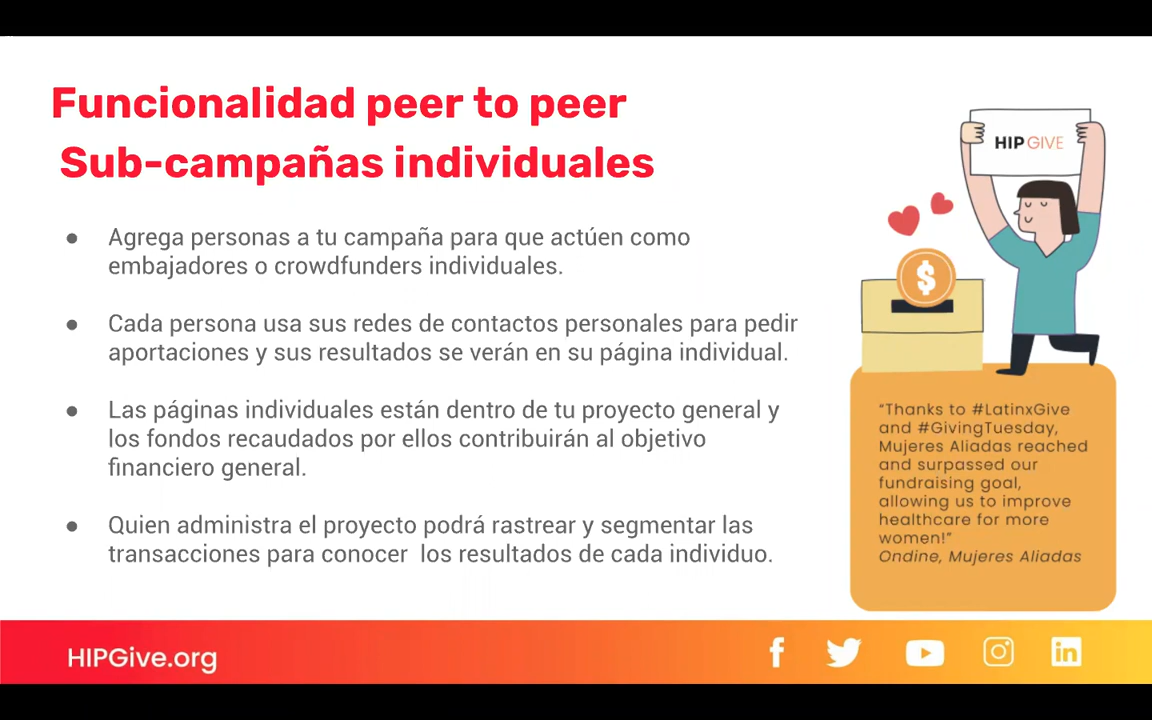 Funcionalidad peer to peer
Sub-campañas individuales
● Agrega personas a tu campaña para que actúen como
embajadores o crowdfunders individuales.
● Cada persona usa sus redes de contactos personales para pedir
aportaciones y sus resultados se verán en su página individual.
● Las páginas individuales están dentro de tu proyecto general y
los fondos recaudados por ellos contribuirán al objetivo
financiero general.
● Quien administra el proyecto podrá rastrear y segmentar las
transacciones para conocer los resultados de cada individuo.
HIP GIVE
$
"Thanks to #LatinxGive
and #GivingTuesday,
Mujeres Aliadas reached
and surpassed our
fundraising goal,
allowing us to improve
healthcare for more
women!"
Ondine, Mujeres Aliadas
HIPGive.org